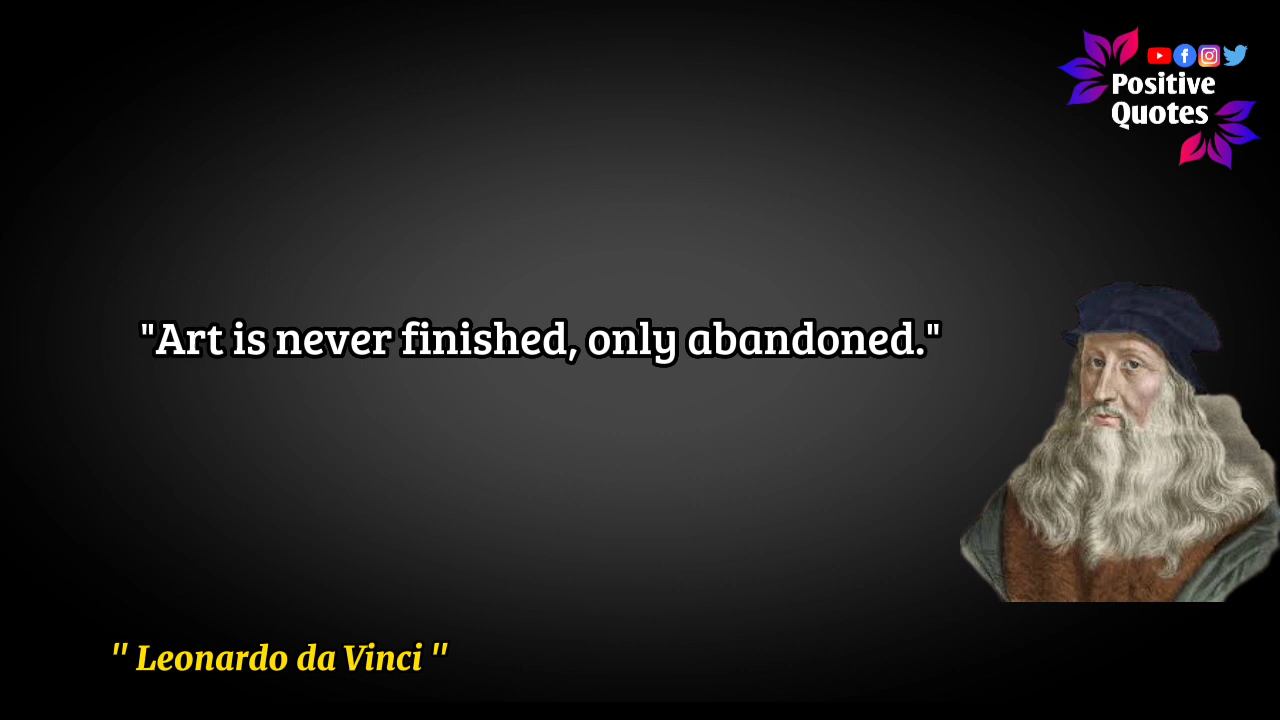 Positive
Quotes
"Art is never finished, only abandoned."
" Leonardo da Vinci "